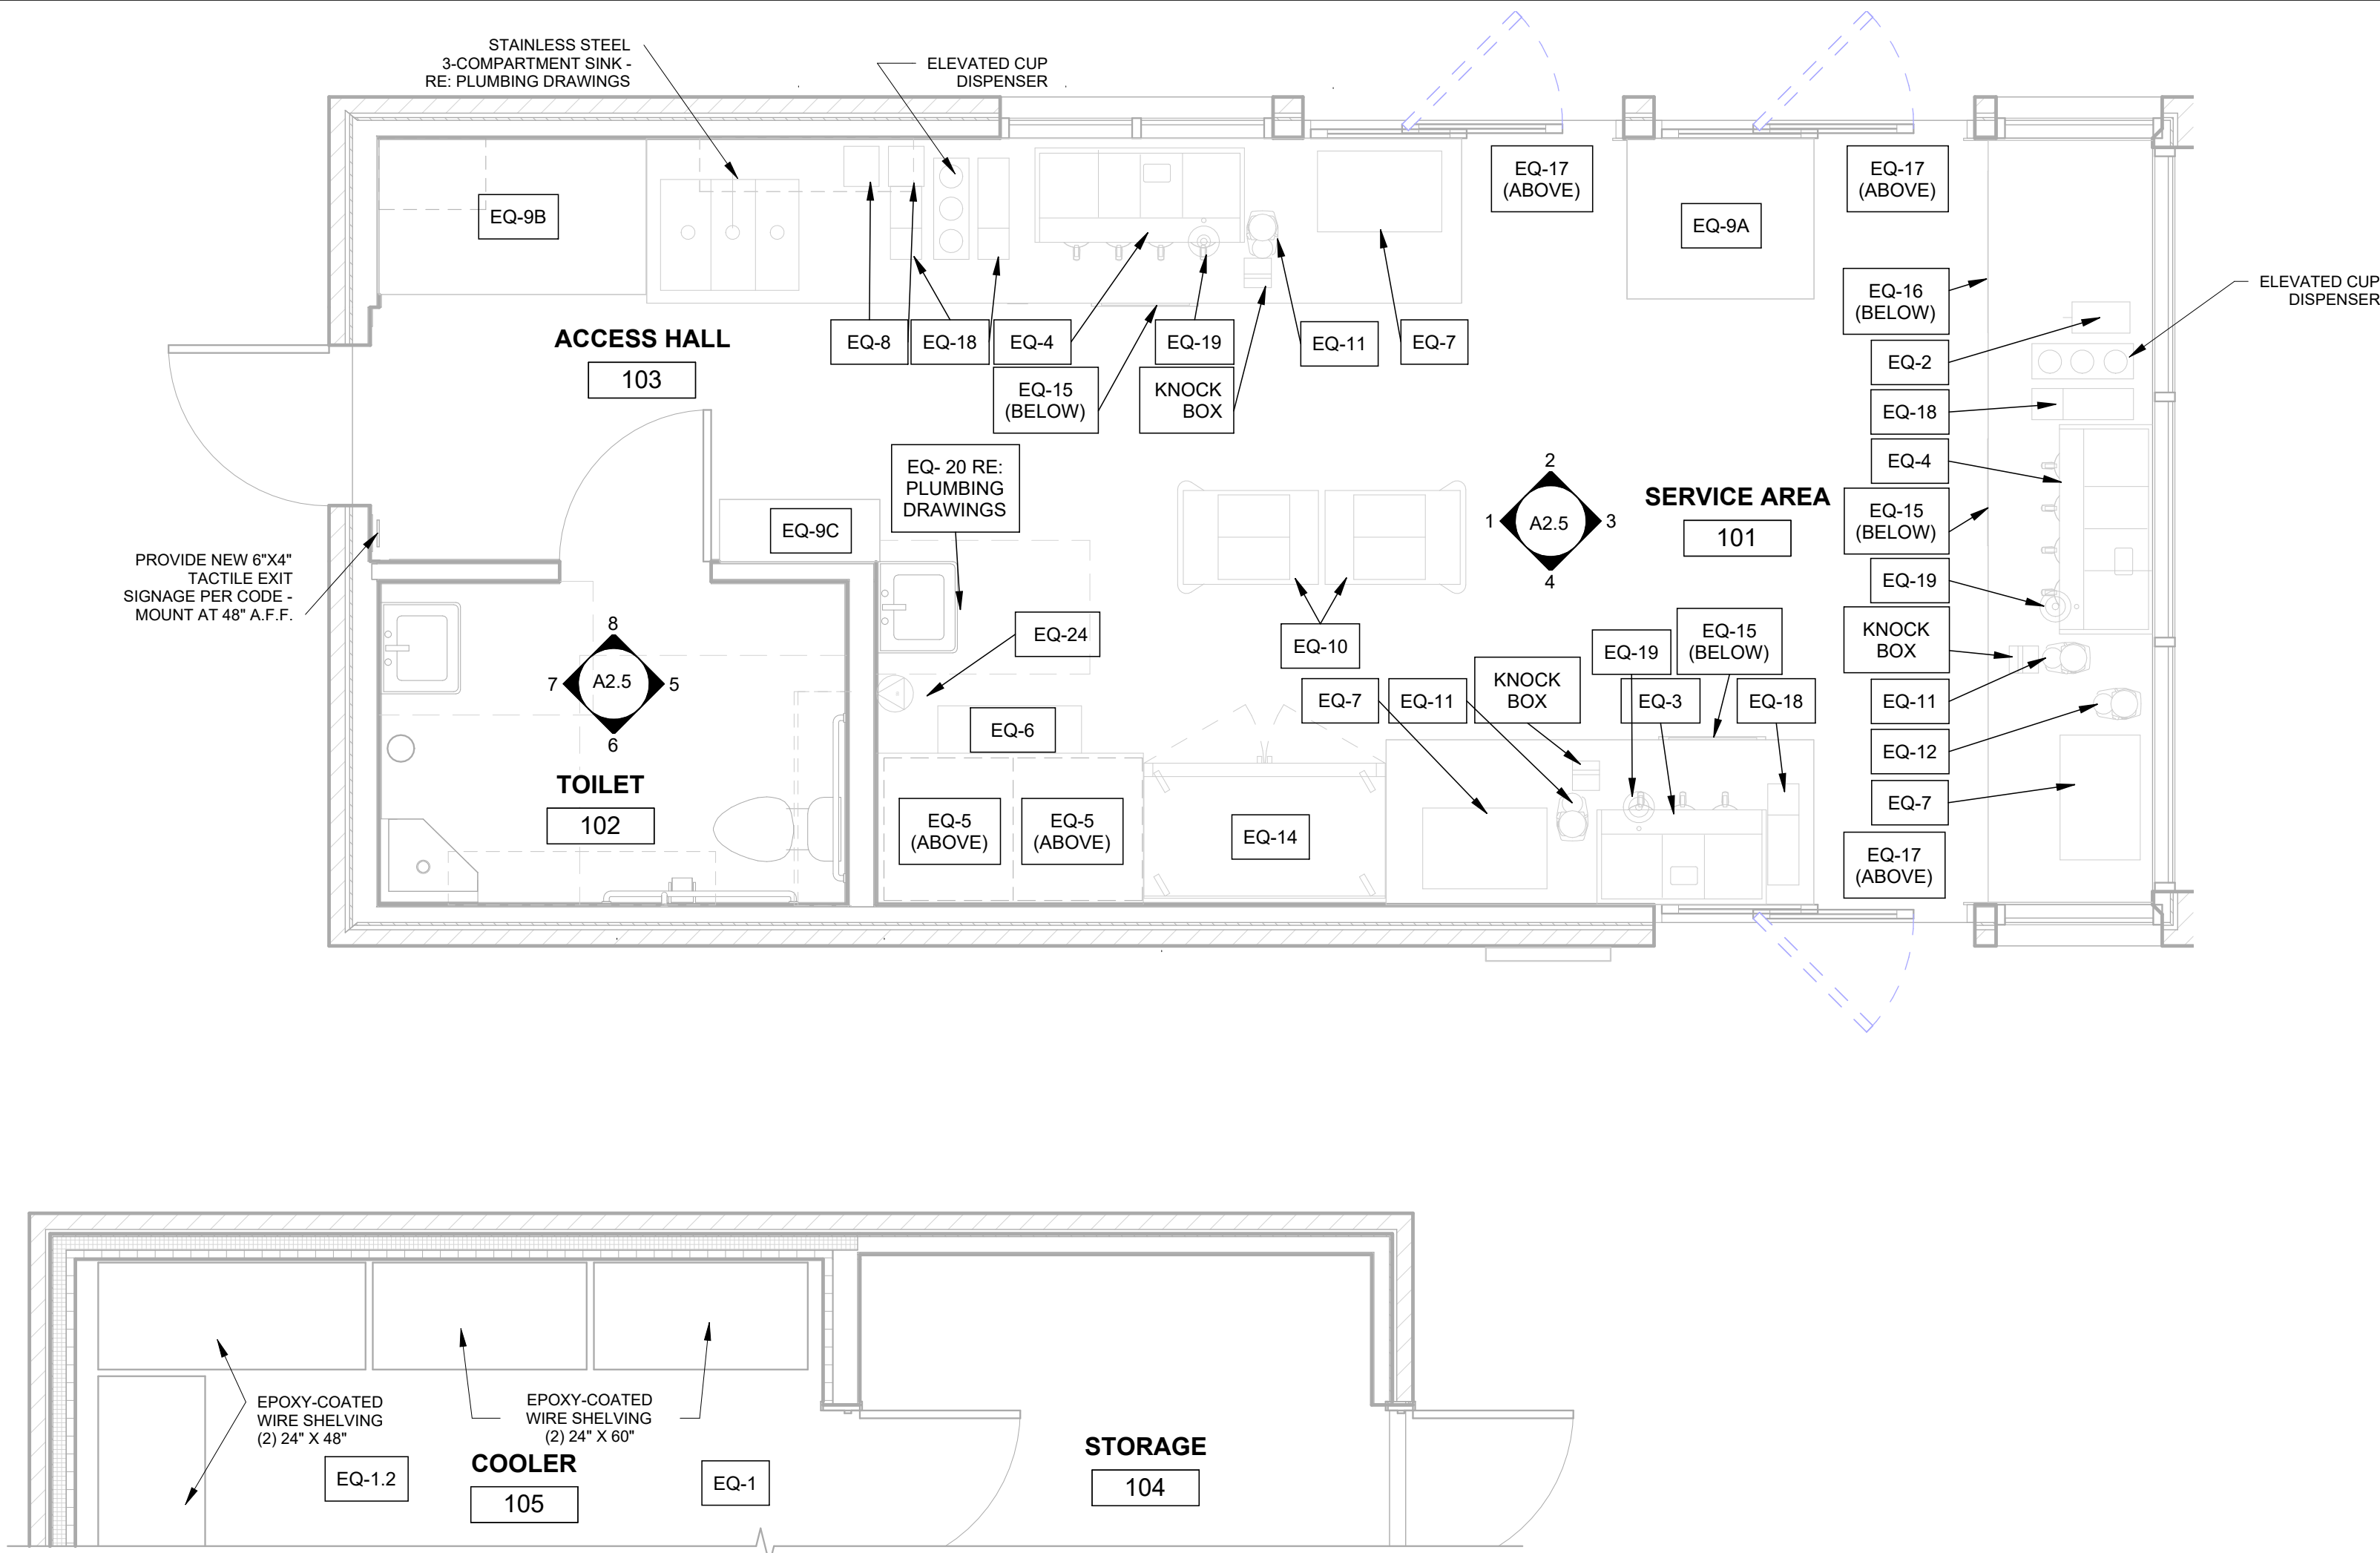 STAINLESS STEEL
3-COMPARTMENT SINK -
RE: PLUMBING DRAWINGS
ELEVATED CUP
DISPENSER
EQ-9B
EQ-17
(ABOVE)
EQ-9A
EQ-17
(ABOVE)
ELEVATED CUP
DISPENSER
ACCESS HALL
103
EQ-8
EQ-18
EQ-4
EQ-19
EQ-11
EQ-7
EQ-15
(BELOW)
KNOCK
BOX
EQ-16
(BELOW)
EQ-2
EQ-18
EQ-4
EQ-15
(BELOW)
EQ-19
KNOCK
BOX
EQ-11
EQ-12
EQ-7
EQ-17
(ABOVE)
EQ- 20 RE:
PLUMBING
DRAWINGS
EQ-9C
2
1
A2.5
3
4
SERVICE AREA
101
PROVIDE NEW 6"X4"
TACTILE EXIT
SIGNAGE PER CODE -
MOUNT AT 48" A.F.F.
8
7
A2.5
5
6
TOILET
102
EQ-24
EQ-10
EQ-6
EQ-5
(ABOVE)
EQ-5
(ABOVE)
EQ-14
EQ-7
EQ-11
KNOCK
BOX
EQ-19
EQ-15
(BELOW)
EQ-3
EQ-18
EPOXY-COATED
WIRE SHELVING
(2) 24" X 48"
EPOXY-COATED
WIRE SHELVING
(2) 24" X 60"
EQ-1.2
COOLER
105
EQ-1
STORAGE
104